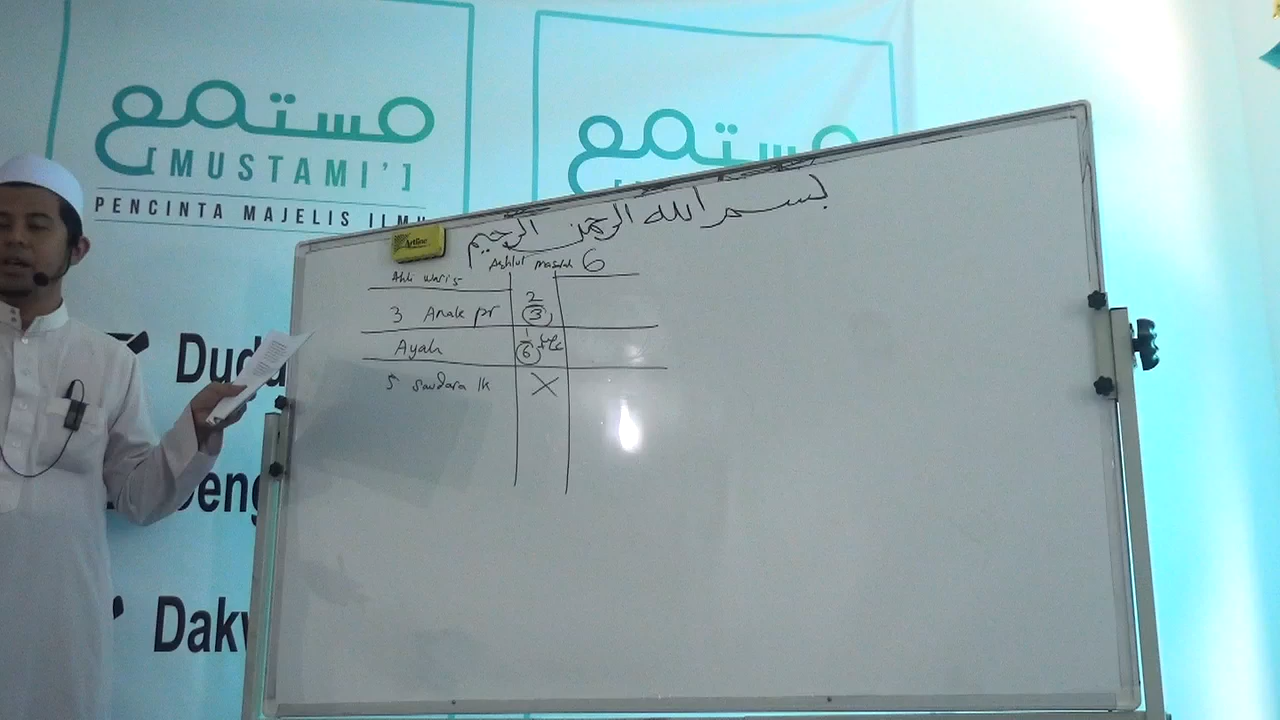 مستمع
[MUSTAMI']
PENCINTA MAJELIS ILMU
مستمع
Dud
Deng
Dakw
Artline
بسم الله الرحمن الرحيم
Ahli waris
Ashlul masalah 6
3 Anak pr 2/3
Ayah 1/6
5 saudara lk X